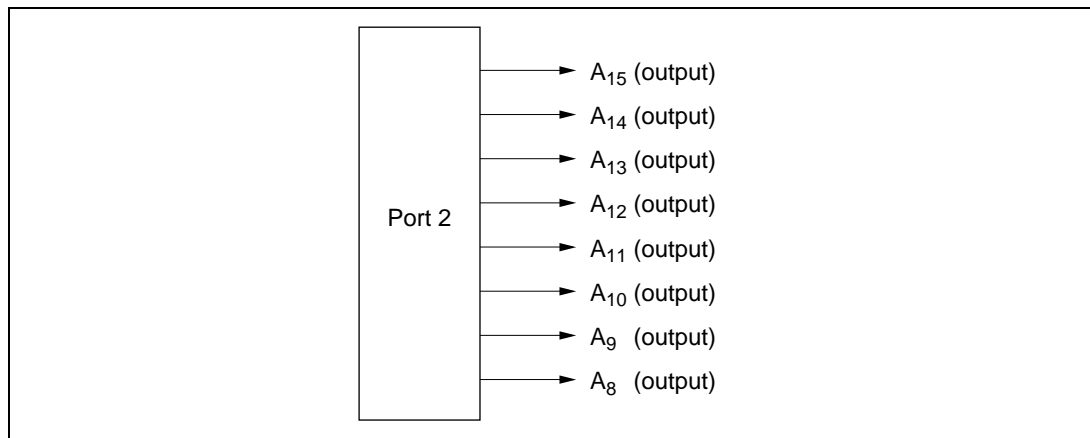 Port 2
A₁₅ (output)
A₁₄ (output)
A₁₃ (output)
A₁₂ (output)
A₁₁ (output)
A₁₀ (output)
A₉ (output)
A₈ (output)